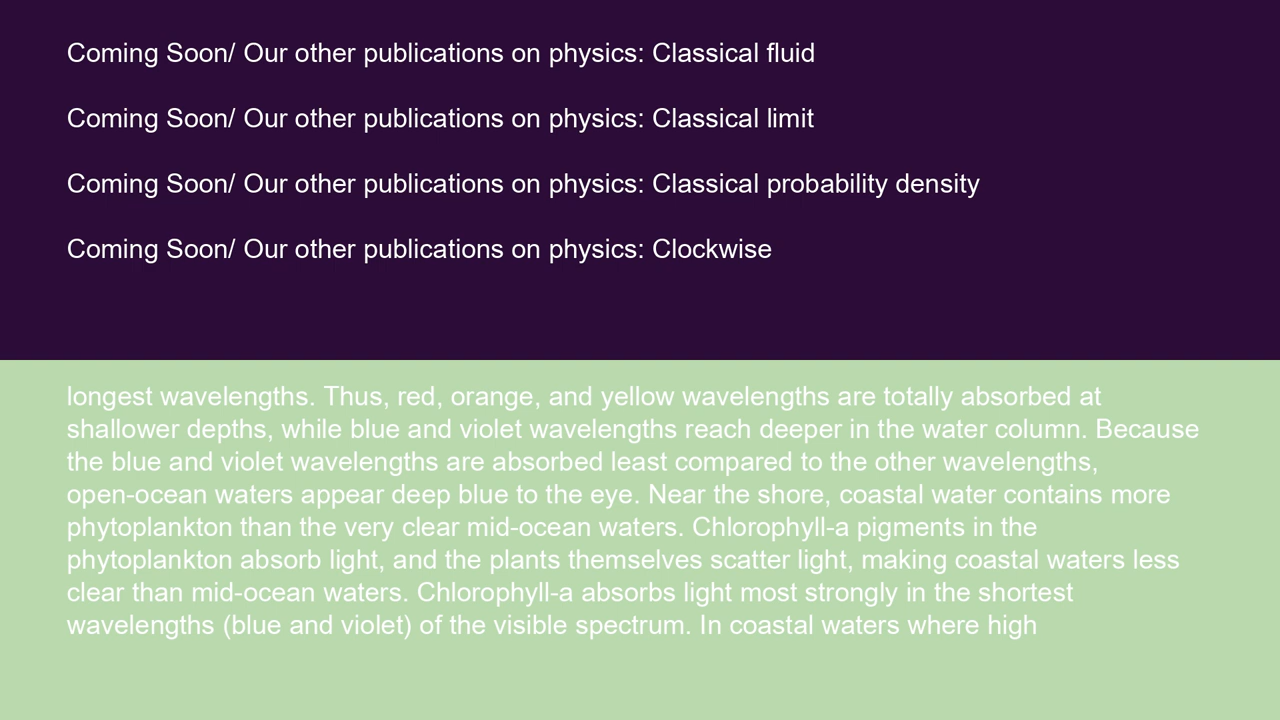 Coming Soon/ Our other publications on physics: Classical fluid
Coming Soon/ Our other publications on physics: Classical limit
Coming Soon/ Our other publications on physics: Classical probability density
Coming Soon/ Our other publications on physics: Clockwise
longest wavelengths. Thus, red, orange, and yellow wavelengths are totally absorbed at
shallower depths, while blue and violet wavelengths reach deeper in the water column. Because
the blue and violet wavelengths are absorbed least compared to the other wavelengths,
open-ocean waters appear deep blue to the eye. Near the shore, coastal water contains more
phytoplankton than the very clear mid-ocean waters. Chlorophyll-a pigments in the
phytoplankton absorb light, and the plants themselves scatter light, making coastal waters less
clear than mid-ocean waters. Chlorophyll-a absorbs light most strongly in the shortest
wavelengths (blue and violet) of the visible spectrum. In coastal waters where high